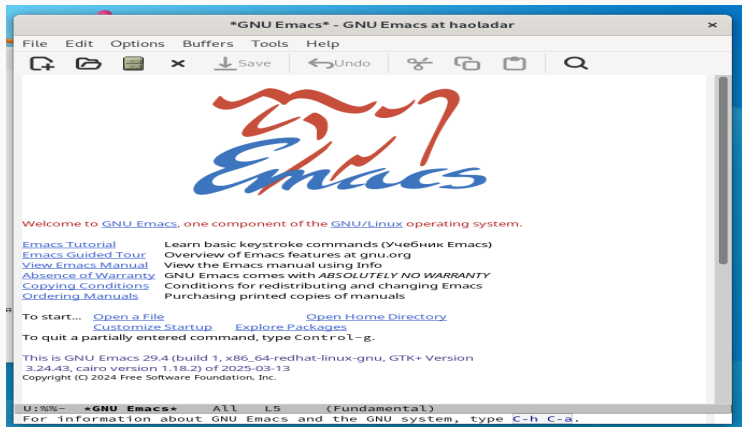 *GNU Emacs* - GNU Emacs at haoladar ×
File Edit Options Buffers Tools Help
Save Undo
Emacs
Welcome to GNU Emacs, one component of the GNU/Linux operating system.
Emacs Tutorial Learn basic keystroke commands (Учебник Emacs)
Emacs Guided Tour Overview of Emacs features at gnu.org
View Emacs Manual View the Emacs manual using Info
Absence of Warranty GNU Emacs comes with ABSOLUTELY NO WARRANTY
Copying Conditions Conditions for redistributing and changing Emacs
Ordering Manuals Purchasing printed copies of manuals
To start... Open a File Open Home Directory
Customize Startup Explore Packages
To quit a partially entered command, type Control-g.
This is GNU Emacs 29.4 (build 1, x86_64-redhat-linux-gnu, GTK+ Version
3.24.43, cairo version 1.18.2) of 2025-03-13
Copyright (C) 2024 Free Software Foundation, Inc.
U:%%- *GNU Emacs* All L5 (Fundamental)
For information about GNU Emacs and the GNU system, type C-h C-a.